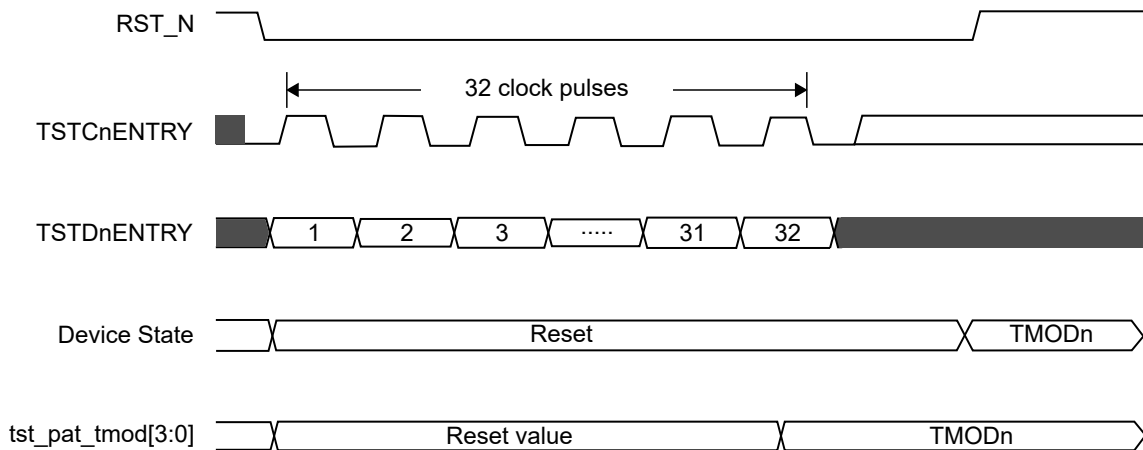 RST_N
32 clock pulses
TSTCnENTRY
TSTDnENTRY 1 2 3 ..... 31 32
Device State Reset TMODn
tst_pat_tmod[3:0] Reset value TMODn